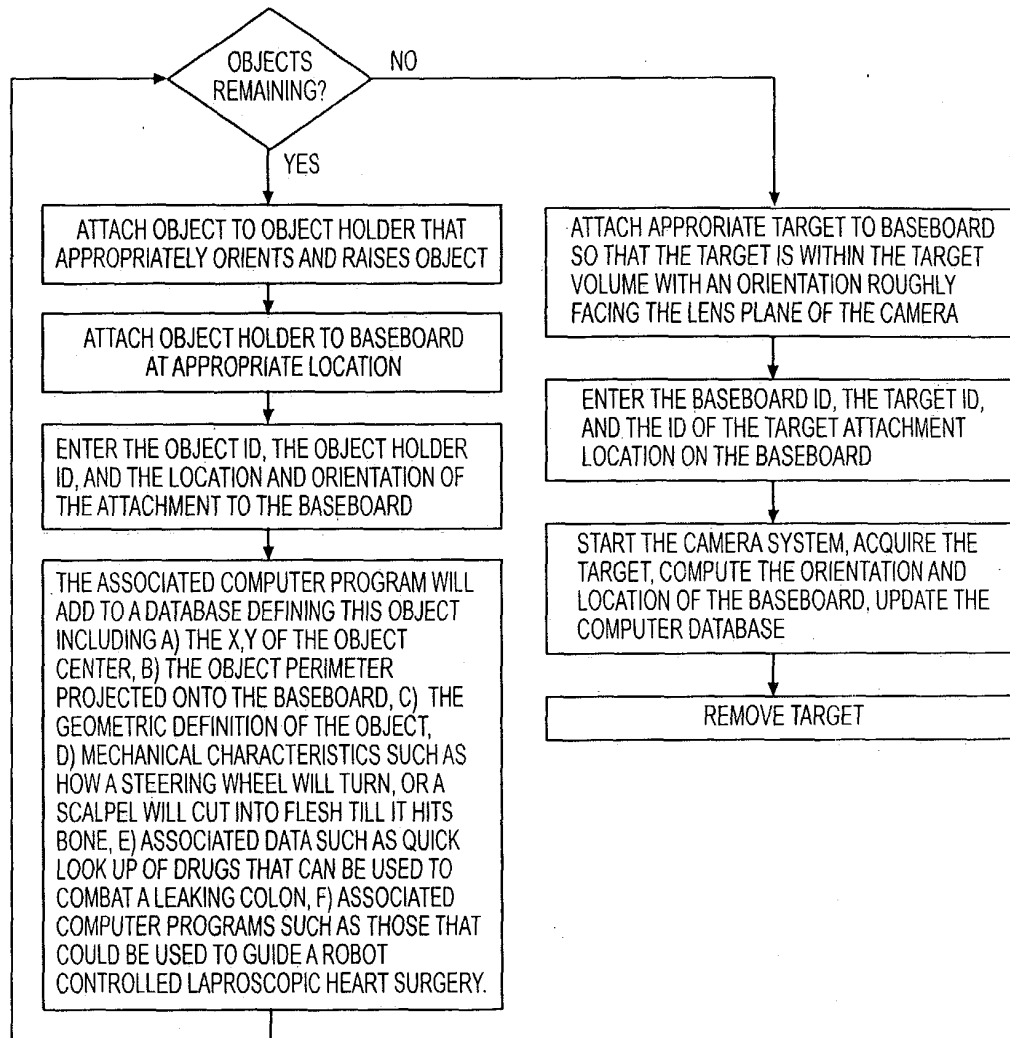 OBJECTS
REMAINING?
NO
YES
ATTACH OBJECT TO OBJECT HOLDER THAT
APPROPRIATELY ORIENTS AND RAISES OBJECT
ATTACH OBJECT HOLDER TO BASEBOARD
AT APPROPRIATE LOCATION
ENTER THE OBJECT ID, THE OBJECT HOLDER
ID, AND THE LOCATION AND ORIENTATION OF
THE ATTACHMENT TO THE BASEBOARD
THE ASSOCIATED COMPUTER PROGRAM WILL
ADD TO A DATABASE DEFINING THIS OBJECT
INCLUDING A) THE X,Y OF THE OBJECT
CENTER, B) THE OBJECT PERIMETER
PROJECTED ONTO THE BASEBOARD, C) THE
GEOMETRIC DEFINITION OF THE OBJECT,
D) MECHANICAL CHARACTERISTICS SUCH AS
HOW A STEERING WHEEL WILL TURN, OR A
SCALPEL WILL CUT INTO FLESH TILL IT HITS
BONE, E) ASSOCIATED DATA SUCH AS QUICK
LOOK UP OF DRUGS THAT CAN BE USED TO
COMBAT A LEAKING COLON, F) ASSOCIATED
COMPUTER PROGRAMS SUCH AS THOSE THAT
COULD BE USED TO GUIDE A ROBOT
CONTROLLED LAPROSCOPIC HEART SURGERY.
ATTACH APPRORIATE TARGET TO BASEBOARD
SO THAT THE TARGET IS WITHIN THE TARGET
VOLUME WITH AN ORIENTATION ROUGHLY
FACING THE LENS PLANE OF THE CAMERA
ENTER THE BASEBOARD ID, THE TARGET ID,
AND THE ID OF THE TARGET ATTACHMENT
LOCATION ON THE BASEBOARD
START THE CAMERA SYSTEM, ACQUIRE THE
TARGET, COMPUTE THE ORIENTATION AND
LOCATION OF THE BASEBOARD, UPDATE THE
COMPUTER DATABASE
REMOVE TARGET